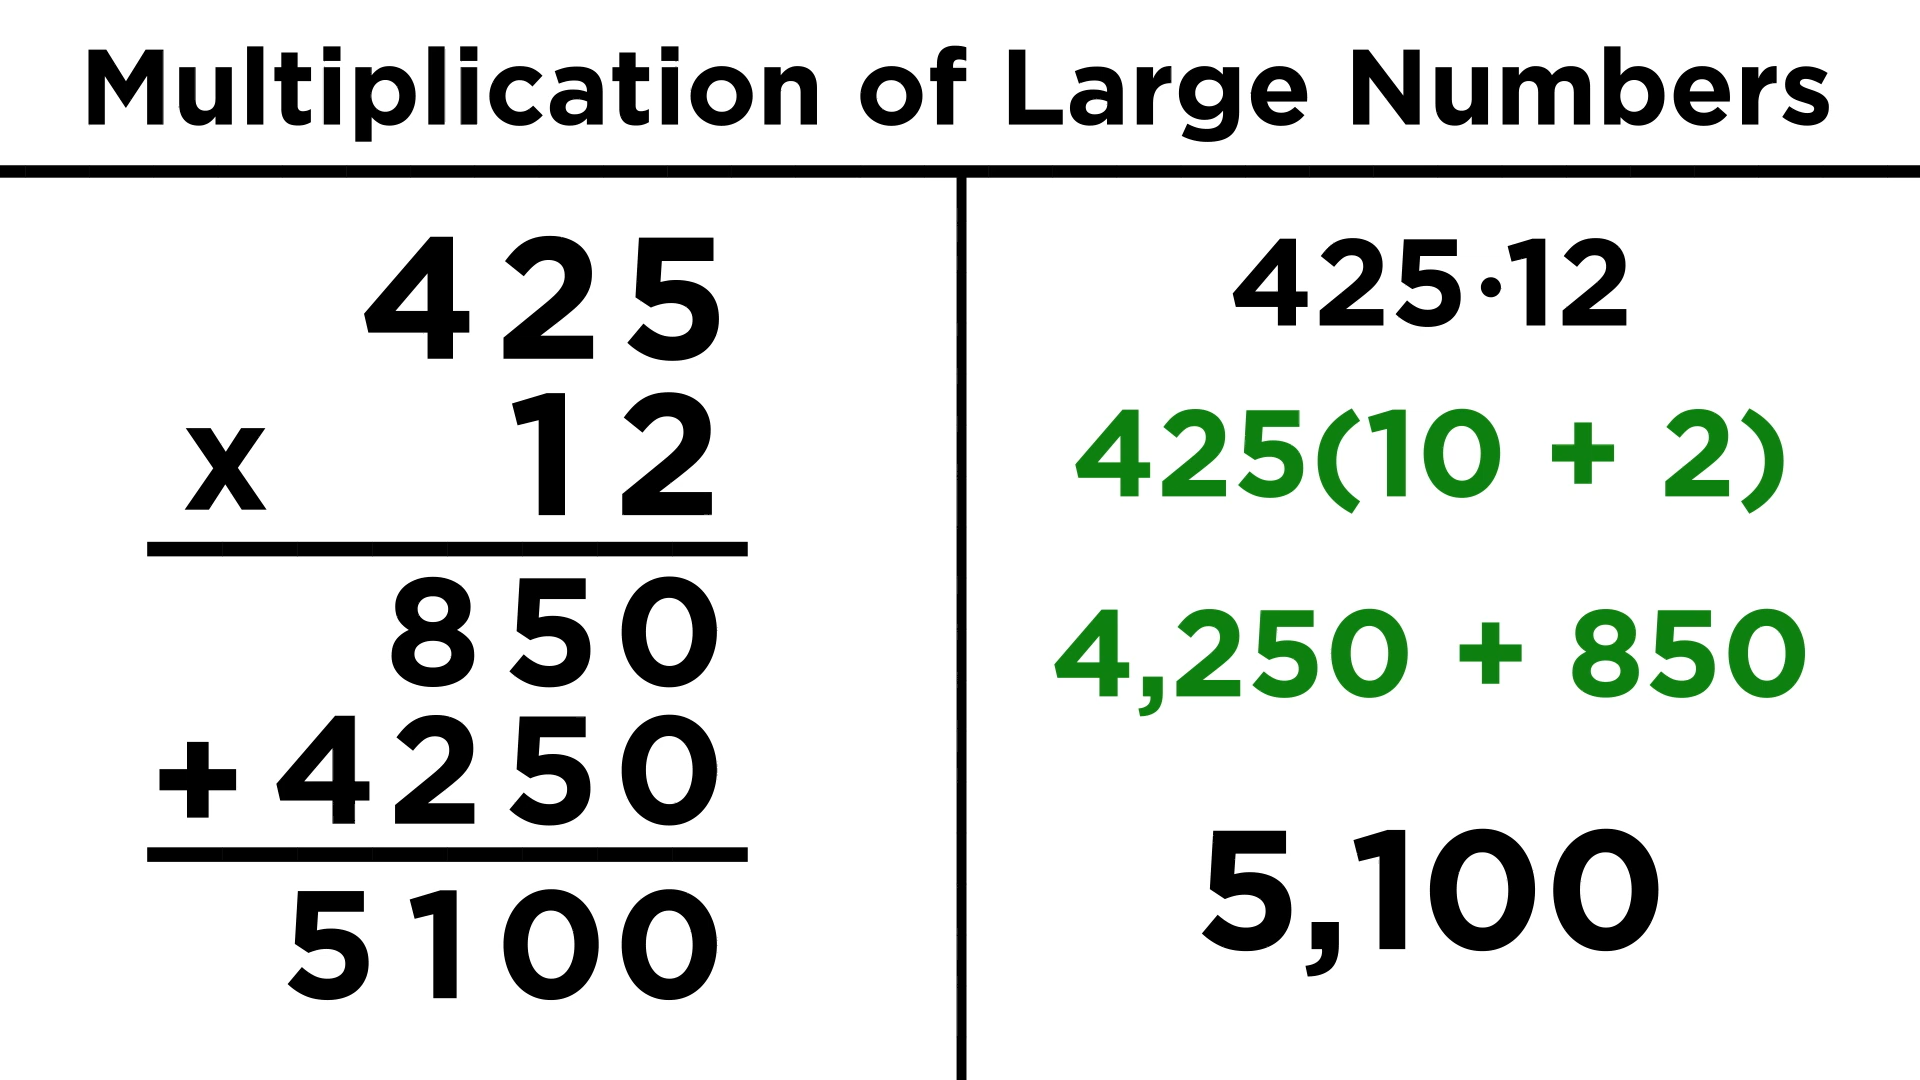 Multiplication of Large Numbers
425
x 12
850
+ 4250
5100
425·12
425(10 + 2)
4,250 + 850
5,100